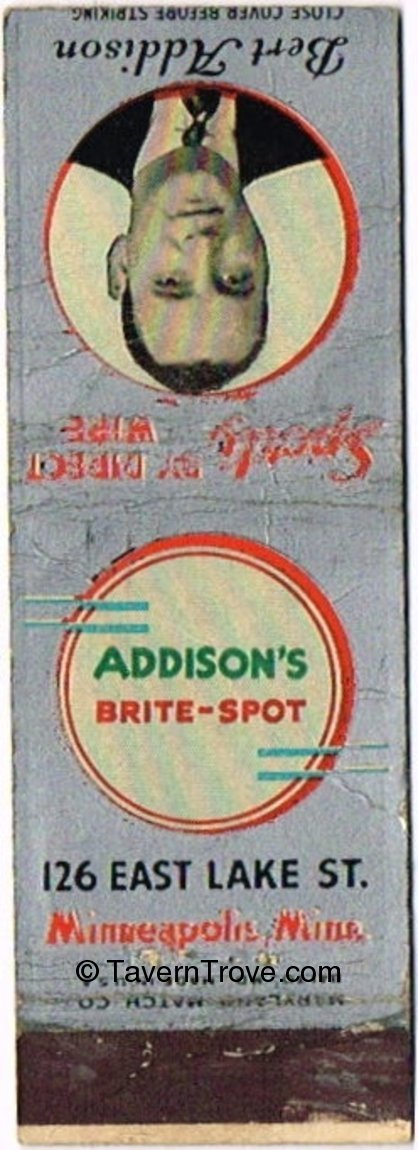 CLOSE COVER BEFORE STRIKING
Bert Addison
Sports BY DIRECT
WIRE
ADDISON'S
BRITE-SPOT
126 EAST LAKE ST.
Minneapolis, Minn.
© TavernTrove.com
MARYLAND MATCH CO.